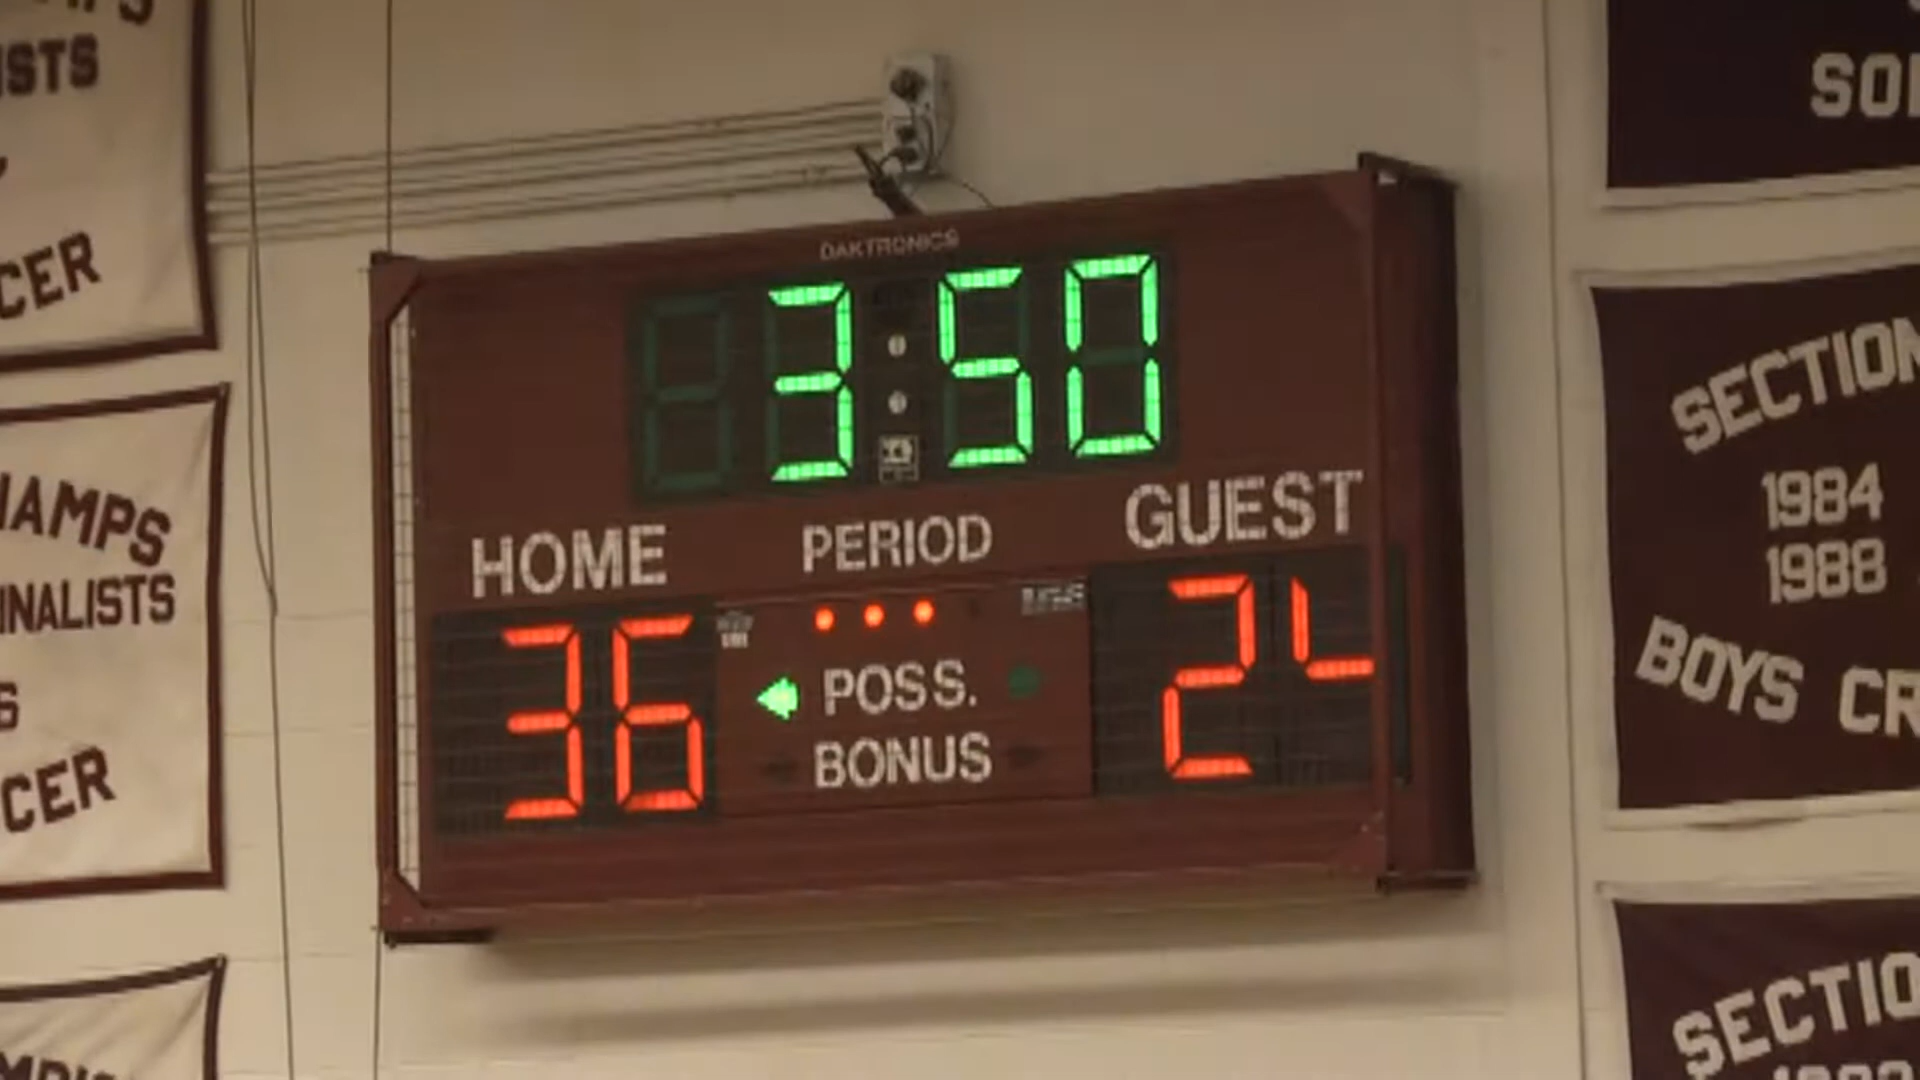 ISTS
CER
HAMPS
INALISTS
S
CER
DAKTRONICS
3:50
HOME PERIOD GUEST
36 24
POSS.
BONUS
SECTION
1984
1988
BOYS CR
SECTIO